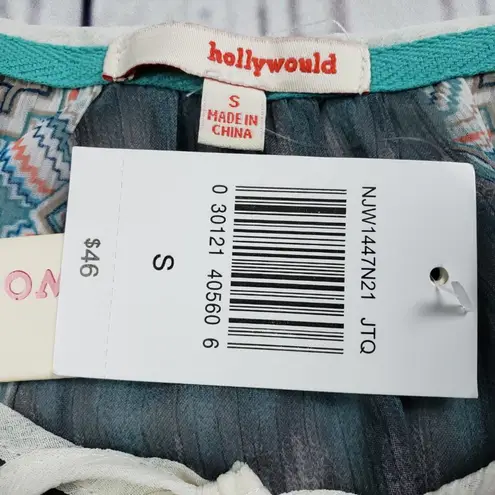 hollywould
S
MADE IN
CHINA
NJW1447N21 JTQ
0 30121 40560 6
S
$46